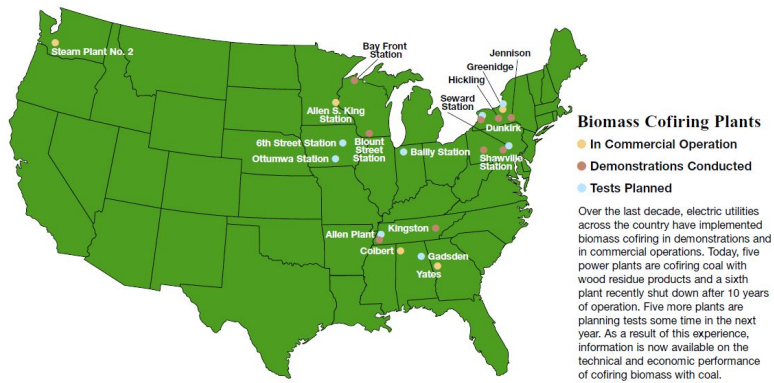 Steam Plant No. 2
Bay Front
Station
Jennison
Greenidge
Hickling
Seward
Station
Dunkirk
Allen S. King
Station
6th Street Station
Ottumwa Station
Blount
Street
Station
Bailly Station
Shawville
Station
Allen Plant
Kingston
Colbert
Gadsden
Yates
Biomass Cofiring Plants
In Commercial Operation
Demonstrations Conducted
Tests Planned
Over the last decade, electric utilities
across the country have implemented
biomass cofiring in demonstrations and
in commercial operations. Today, five
power plants are cofiring coal with
wood residue products and a sixth
plant recently shut down after 10 years
of operation. Five more plants are
planning tests some time in the next
year. As a result of this experience,
information is now available on the
technical and economic performance
of cofiring biomass with coal.